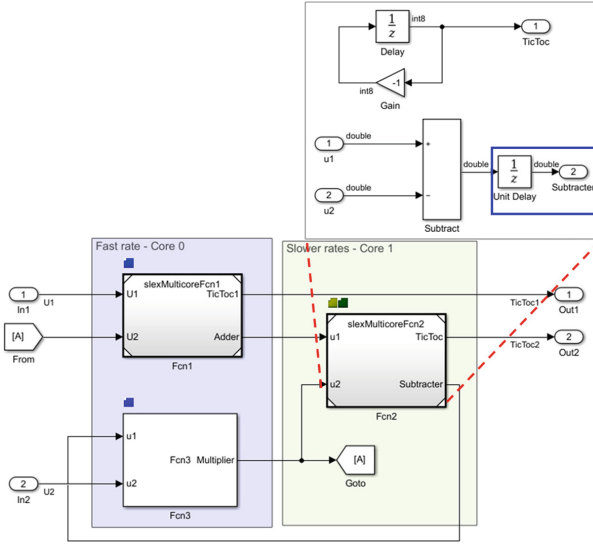 1
z
int8
Delay
1
TicToc
-1
int8
Gain
1
double
u1
+
2
double
u2
−
Subtract
double
1
z
double
Unit Delay
2
Subtracter
Fast rate - Core 0
Slower rates - Core 1
1
U1
In1
U1
slexMulticoreFcn1
TicToc1
TicToc1
1
Out1
[A]
From
U2
Adder
Fcn1
slexMulticoreFcn2
u1
TicToc
TicToc2
2
Out2
u2
Subtracter
Fcn2
u1
Fcn3
Multiplier
[A]
Goto
2
U2
In2
u2
Fcn3